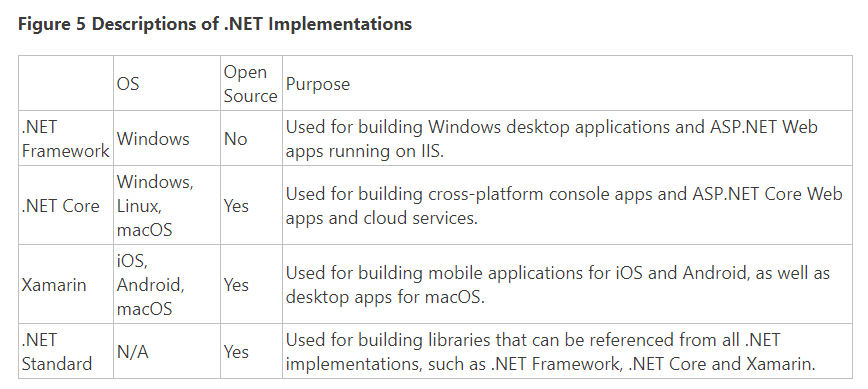 Figure 5 Descriptions of .NET Implementations
OS
Open
Source
Purpose
.NET
Framework
Windows
No
Used for building Windows desktop applications and ASP.NET Web
apps running on IIS.
.NET Core
Windows,
Linux,
macOS
Yes
Used for building cross-platform console apps and ASP.NET Core Web
apps and cloud services.
Xamarin
iOS,
Android,
macOS
Yes
Used for building mobile applications for iOS and Android, as well as
desktop apps for macOS.
.NET
Standard
N/A
Yes
Used for building libraries that can be referenced from all .NET
implementations, such as .NET Framework, .NET Core and Xamarin.